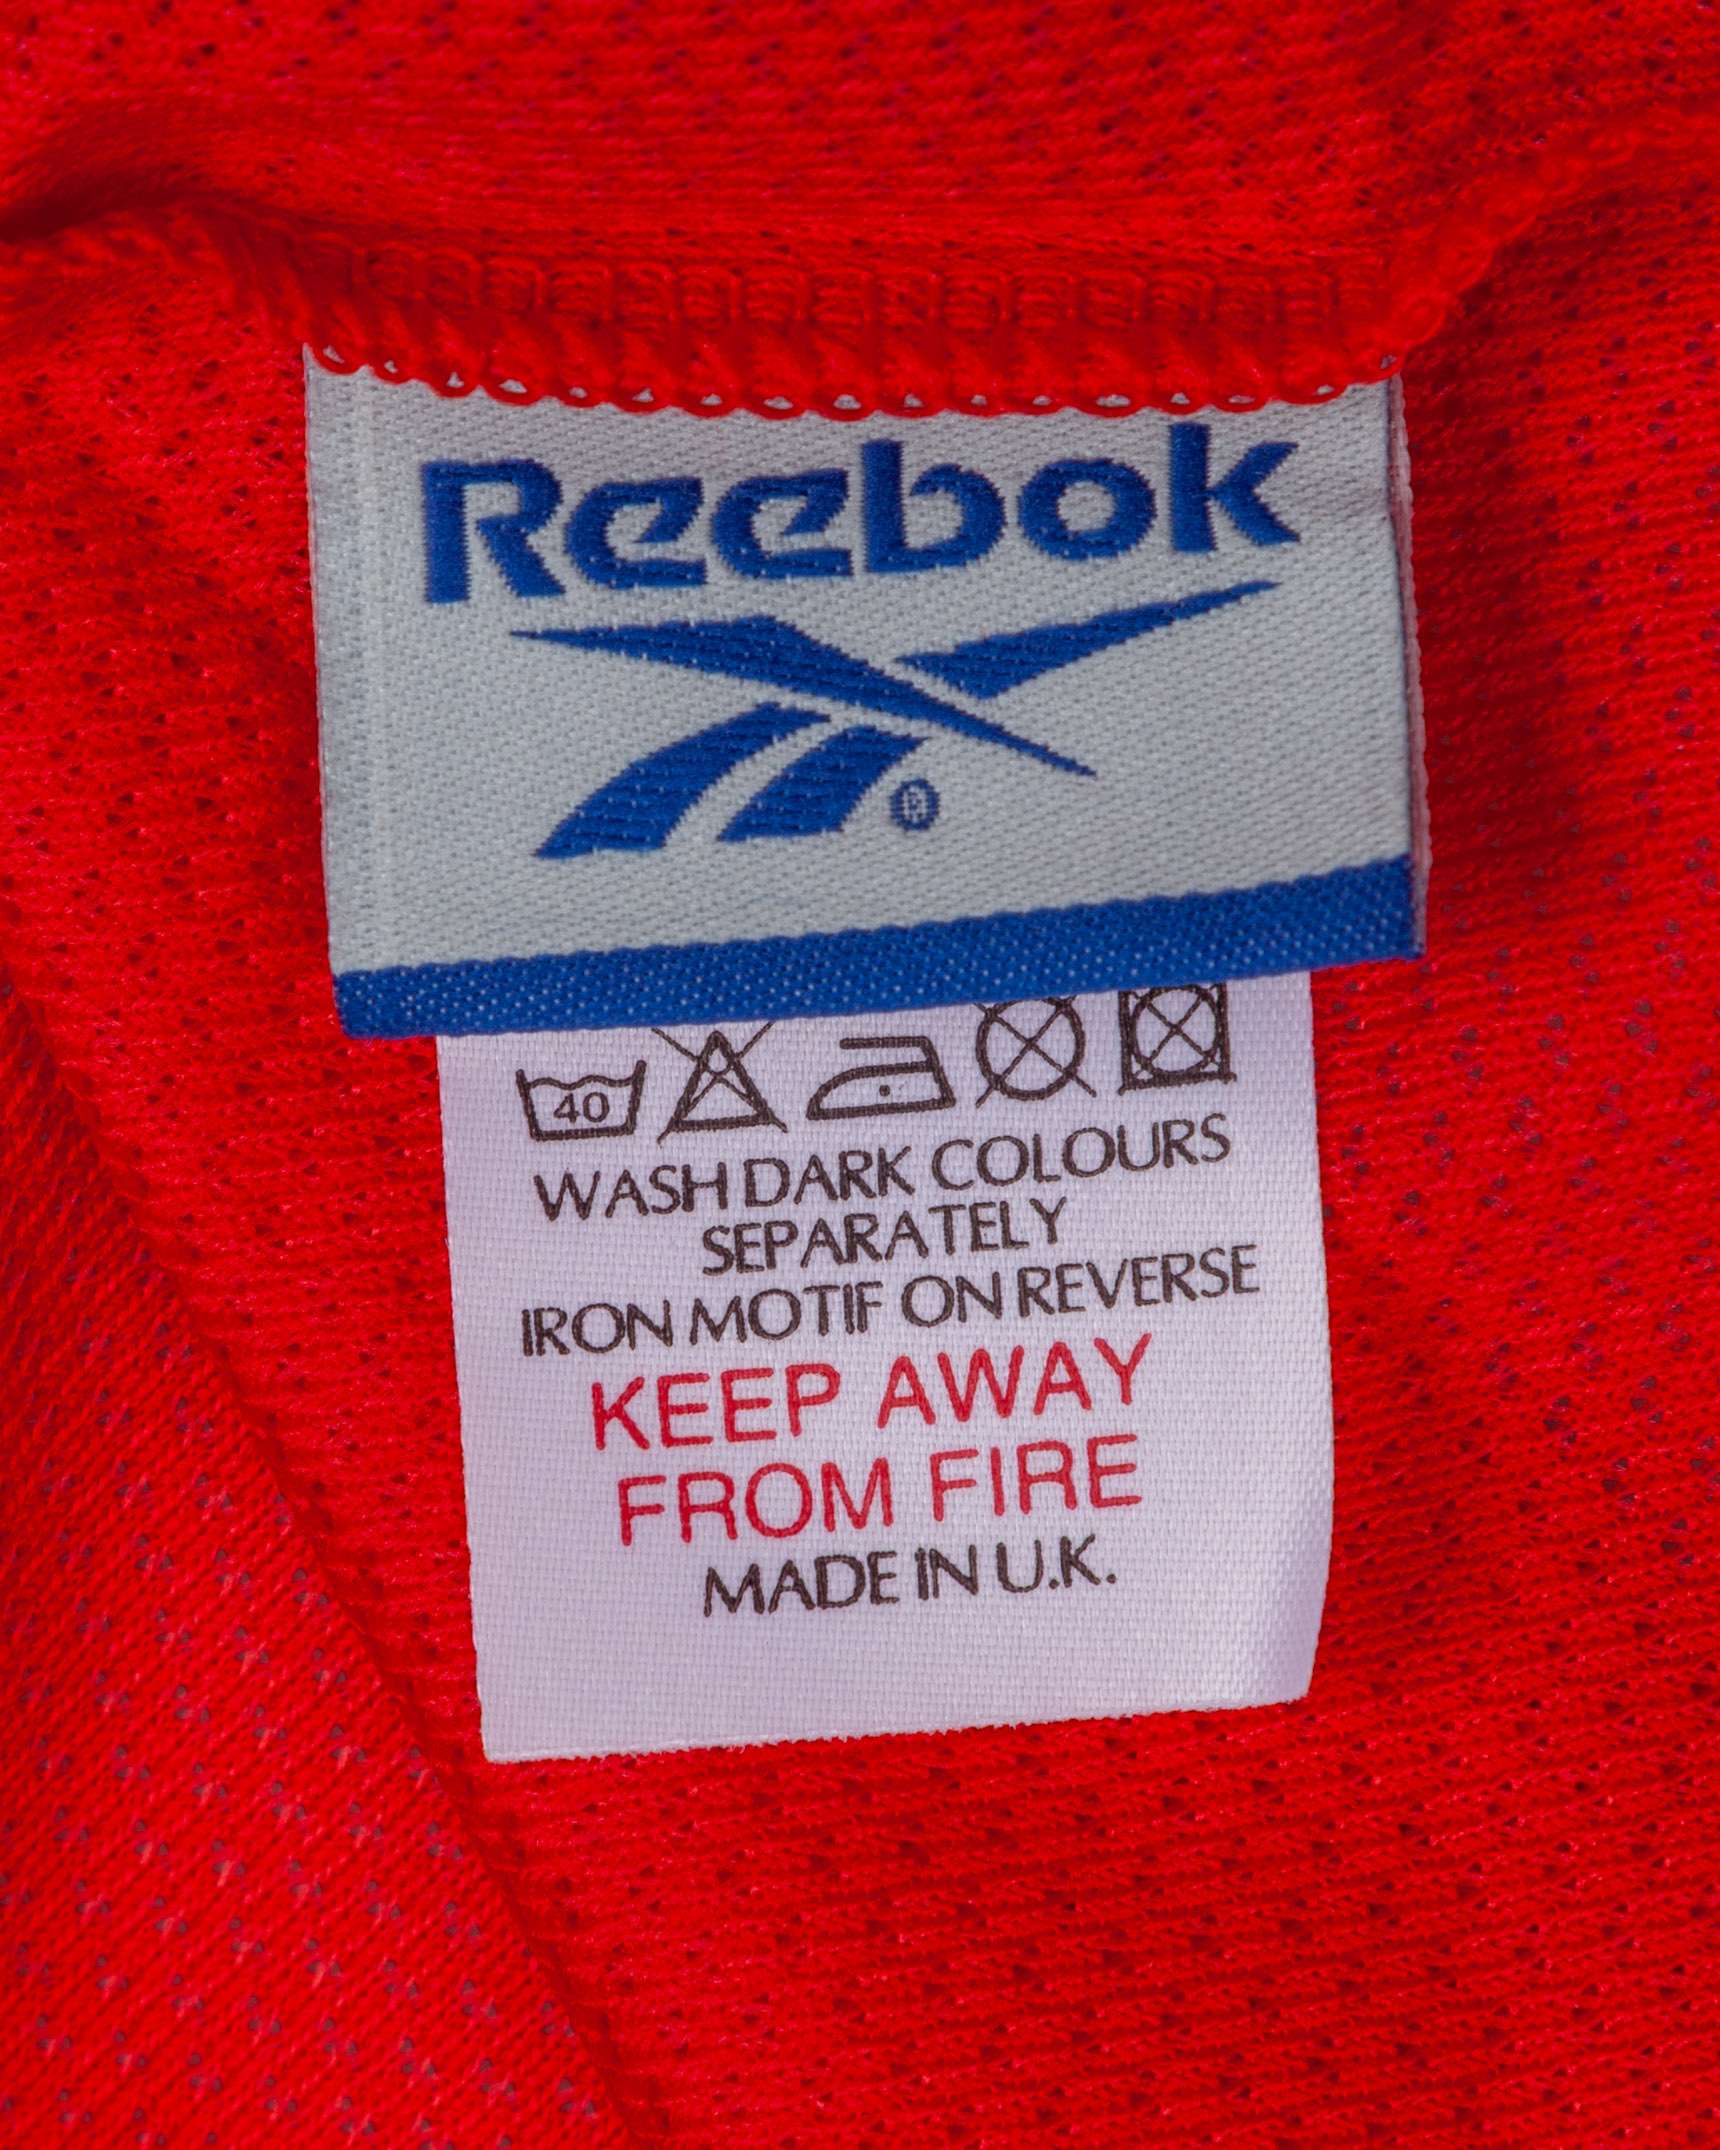 Reebok
®
40
WASH DARK COLOURS
SEPARATELY
IRON MOTIF ON REVERSE
KEEP AWAY
FROM FIRE
MADE IN U.K.